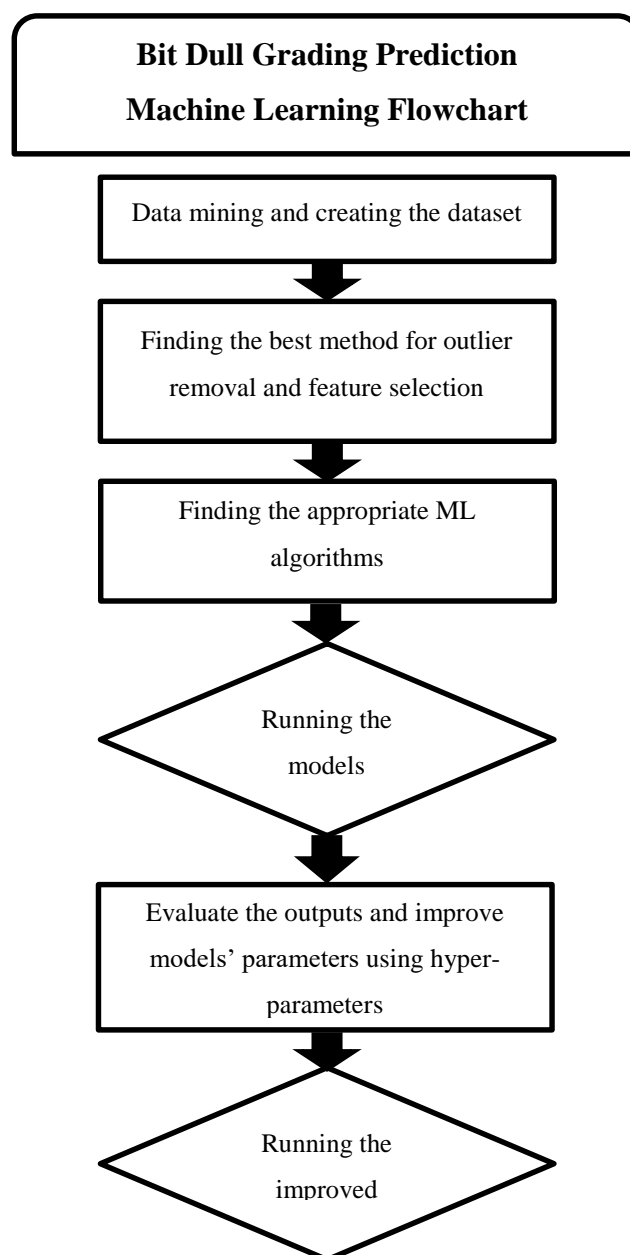 Bit Dull Grading Prediction
Machine Learning Flowchart
Data mining and creating the dataset
Finding the best method for outlier
removal and feature selection
Finding the appropriate ML
algorithms
Running the
models
Evaluate the outputs and improve
models’ parameters using hyper-
parameters
Running the
improved